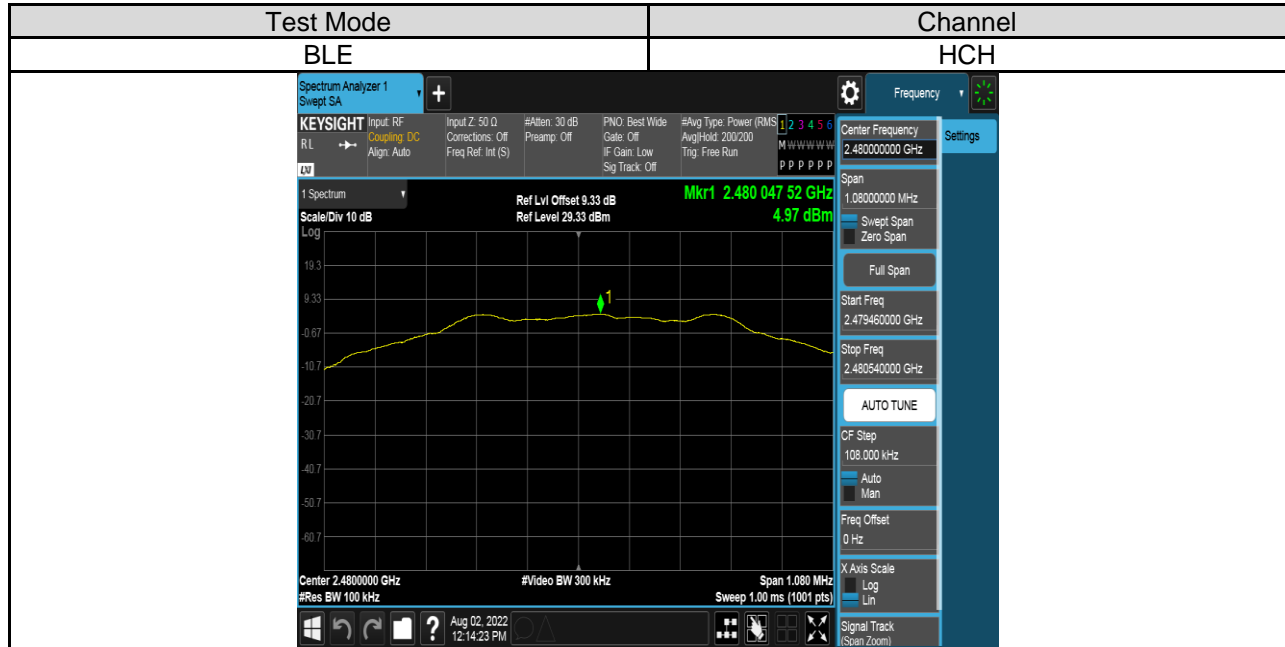 Test Mode Channel
BLE HCH
Spectrum Analyzer 1
Swept SA
+
Frequency
KEYSIGHT Input: RF Input Z: 50 Ω #Atten: 30 dB PNO: Best Wide #Avg Type: Power (RMS 1 2 3 4 5 6
RL Coupling: DC Corrections: Off Preamp: Off Gate: Off Avg|Hold: 200/200 M W W W W W
Align: Auto Freq Ref: Int (S) IF Gain: Low Trig: Free Run
LXI Sig Track: Off P P P P P P
1 Spectrum Ref Lvl Offset 9.33 dB Mkr1 2.480 047 52 GHz
Scale/Div 10 dB Ref Level 29.33 dBm 4.97 dBm
Log
19.3
9.33
-0.67
-10.7
-20.7
-30.7
-40.7
-50.7
-60.7
1
Center 2.4800000 GHz #Video BW 300 kHz Span 1.080 MHz
#Res BW 100 kHz Sweep 1.00 ms (1001 pts)
? Aug 02, 2022
12:14:23 PM
Center Frequency
2.480000000 GHz
Settings
Span
1.08000000 MHz
Swept Span
Zero Span
Full Span
Start Freq
2.479460000 GHz
Stop Freq
2.480540000 GHz
AUTO TUNE
CF Step
108.000 kHz
Auto
Man
Freq Offset
0 Hz
X Axis Scale
Log
Lin
Signal Track
(Span Zoom)